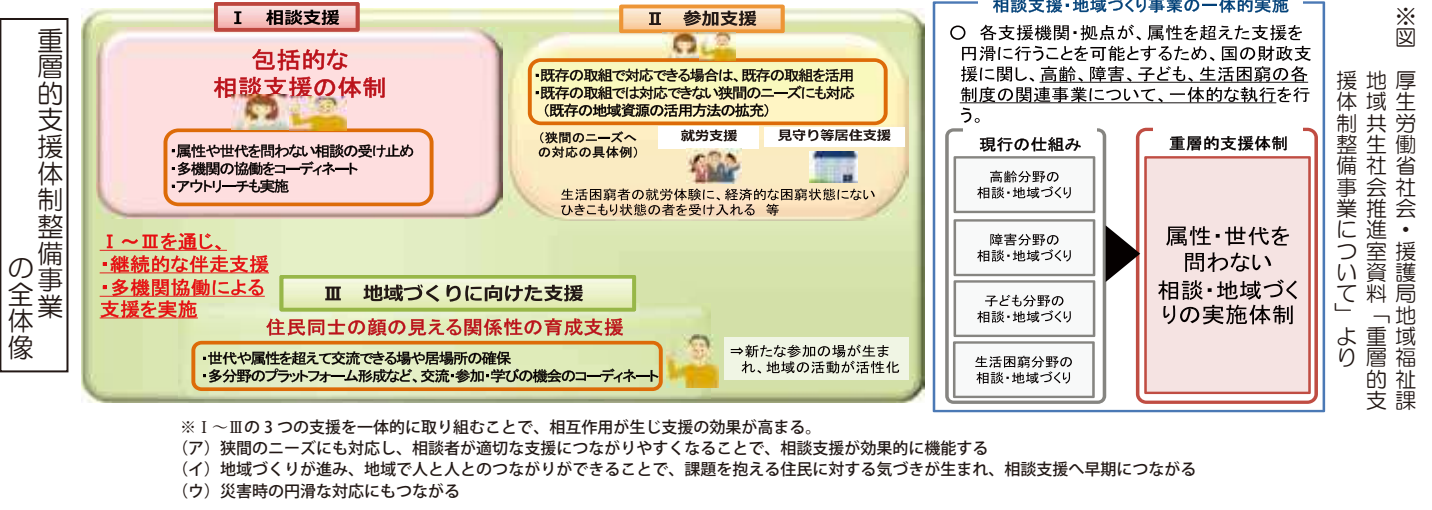 重層的支援体制整備事業
の全体像
Ⅰ 相談支援
包括的な
相談支援の体制
・属性や世代を問わない相談の受け止め
・多機関の協働をコーディネート
・アウトリーチも実施
Ⅱ 参加支援
・既存の取組で対応できる場合は、既存の取組を活用
・既存の取組では対応できない狭間のニーズにも対応
(既存の地域資源の活用方法の拡充)
(狭間のニーズへ
の対応の具体例)
就労支援
見守り等居住支援
生活困窮者の就労体験に、経済的な困窮状態にない
ひきこもり状態の者を受け入れる 等
Ⅰ～Ⅲを通じ、
・継続的な伴走支援
・多機関協働による
支援を実施
Ⅲ 地域づくりに向けた支援
住民同士の顔の見える関係性の育成支援
・世代や属性を超えて交流できる場や居場所の確保
・多分野のプラットフォーム形成など、交流・参加・学びの機会のコーディネート
⇒新たな参加の場が生ま
れ、地域の活動が活性化
相談支援・地域づくり事業の一体的実施
○ 各支援機関・拠点が、属性を超えた支援を
円滑に行うことを可能とするため、国の財政支
援に関し、高齢、障害、子ども、生活困窮の各
制度の関連事業について、一体的な執行を行
う。
現行の仕組み
高齢分野の
相談・地域づくり
障害分野の
相談・地域づくり
子ども分野の
相談・地域づくり
生活困窮分野の
相談・地域づくり
重層的支援体制
属性・世代を
問わない
相談・地域づく
りの実施体制
※図 厚生労働省社会・援護局地域福祉課
地域共生社会推進室資料「重層的支
援体制整備事業について」より
※Ⅰ～Ⅲの３つの支援を一体的に取り組むことで、相互作用が生じ支援の効果が高まる。
(ア) 狭間のニーズにも対応し、相談者が適切な支援につながりやすくなることで、相談支援が効果的に機能する
(イ) 地域づくりが進み、地域で人と人とのつながりができることで、課題を抱える住民に対する気づきが生まれ、相談支援へ早期につながる
(ウ) 災害時の円滑な対応にもつながる